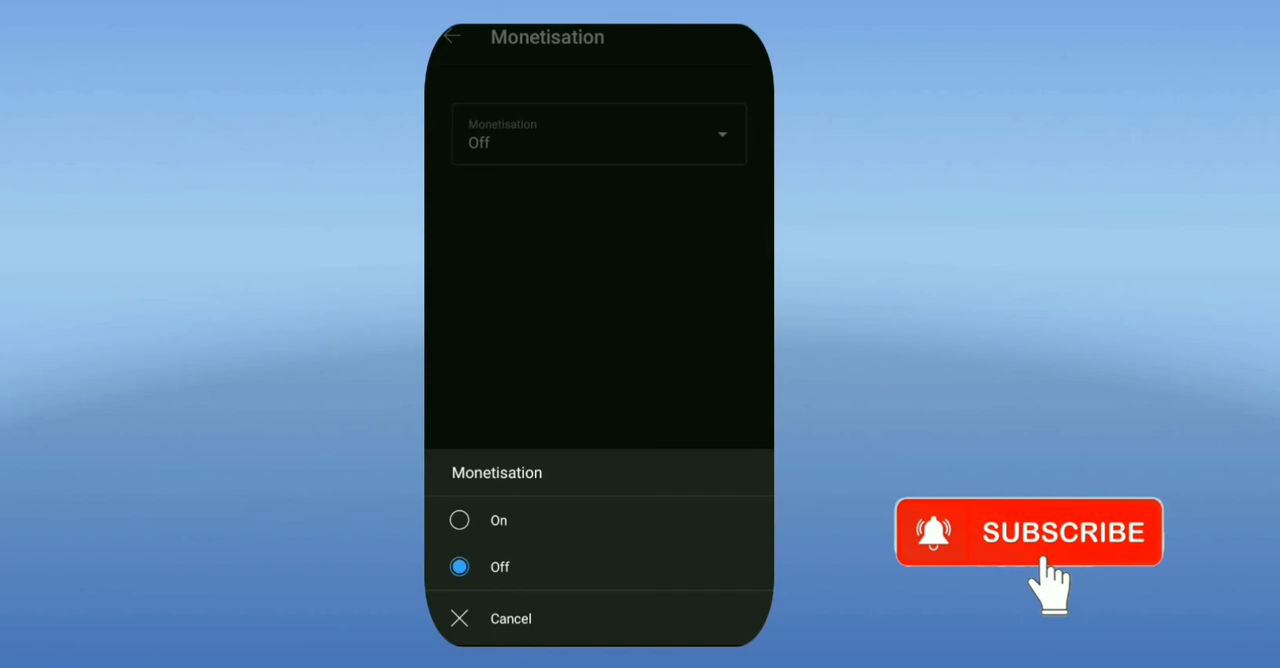 Monetisation
Monetisation
Off
Monetisation
On
Off
Cancel
SUBSCRIBE